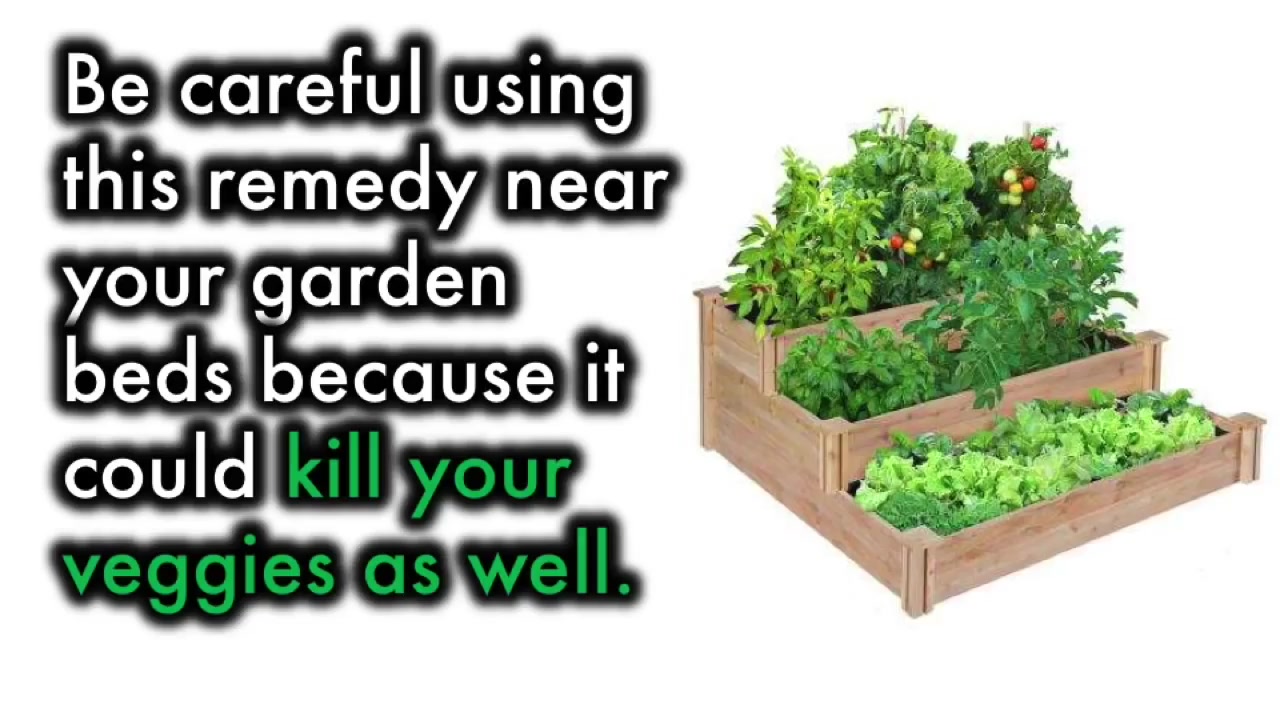 Be careful using
this remedy near
your garden
beds because it
could kill your
veggies as well.